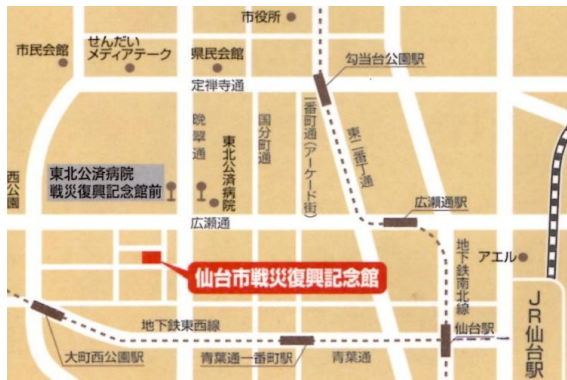 市役所
せんだい
メディアテーク
市民会館
県民会館
勾当台公園駅
定禅寺通
晩翠通
国分町通
一番町通(アーケード街)
東二番丁通
東北公済病院
西公園
東北公済病院
戦災復興記念館前
広瀬通駅
広瀬通
地下鉄南北線
アエル
仙台市戦災復興記念館
JR仙台駅
地下鉄東西線
仙台駅
大町西公園駅
青葉通一番町駅
青葉通